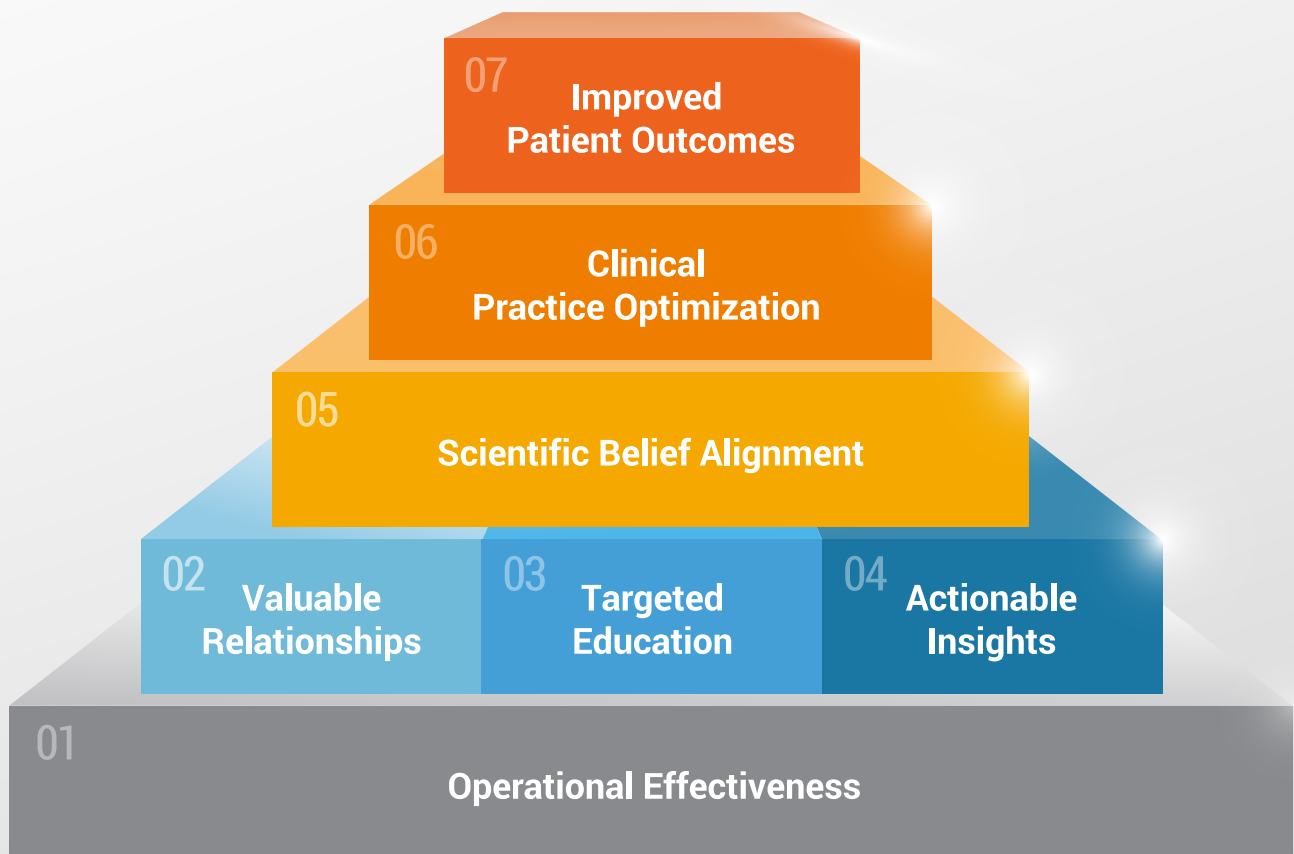 07
Improved
Patient Outcomes
06
Clinical
Practice Optimization
05
Scientific Belief Alignment
02
Valuable
Relationships
03
Targeted
Education
04
Actionable
Insights
01
Operational Effectiveness